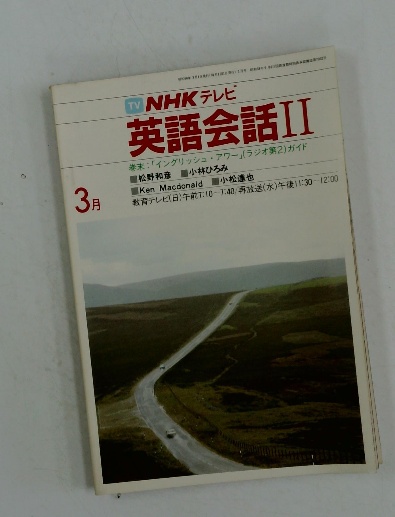 TV NHKテレビ
英語会話II
巻末:「イングリッシュ・アワー」(ラジオ第2)ガイド
■松野和彦 ■小林ひろみ
■Ken Macdonald ■小松達也
3月
教育テレビ(日)午前7:10-7:40/再放送(水)午後11:30-12:00